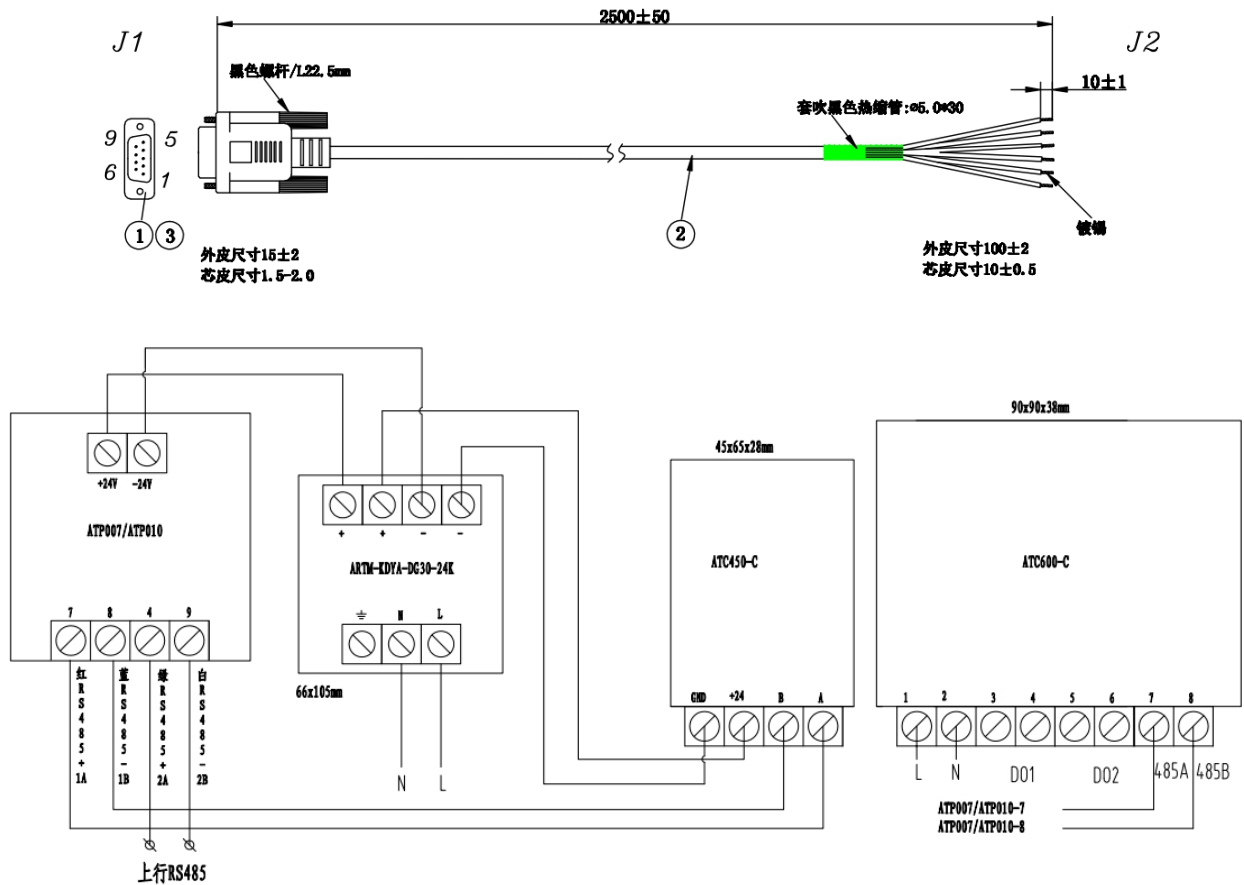 2500±50
J1
J2
黑色螺杆/L22.5mm
10±1
套吹黑色热缩管:⌀5.0*30
9
5
6
1
① ③
②
镀锡
外皮尺寸15±2
芯皮尺寸1.5-2.0
外皮尺寸100±2
芯皮尺寸10±0.5
+24V -24V
ATP007/ATP010
7 8 4 9
红RS485+1A
蓝RS485-1B
绿RS485+2A
白RS485-2B
上行RS485
+ + - -
ARTM-KDYA-DG30-24K
N L
66x105mm
N L
45x65x28mm
ATC450-C
GND +24 B A
90x90x38mm
ATC600-C
1 2 3 4 5 6 7 8
L N DO1 DO2 485A 485B
ATP007/ATP010-7
ATP007/ATP010-8